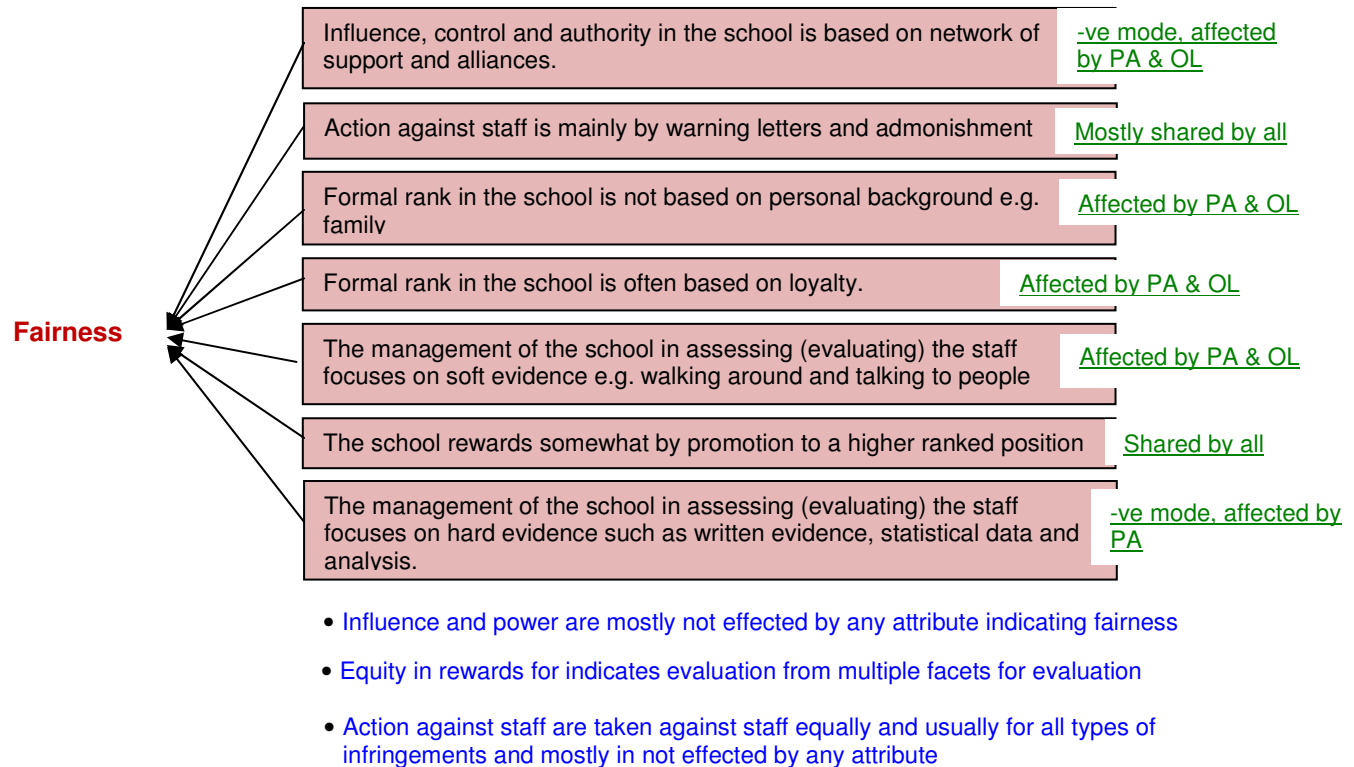 Influence, control and authority in the school is based on network of
support and alliances.
-ve mode, affected
by PA & OL
Action against staff is mainly by warning letters and admonishment
Mostly shared by all
Formal rank in the school is not based on personal background e.g.
family
Affected by PA & OL
Formal rank in the school is often based on loyalty.
Affected by PA & OL
Fairness
The management of the school in assessing (evaluating) the staff
focuses on soft evidence e.g. walking around and talking to people
Affected by PA & OL
The school rewards somewhat by promotion to a higher ranked position
Shared by all
The management of the school in assessing (evaluating) the staff
focuses on hard evidence such as written evidence, statistical data and
analysis.
-ve mode, affected by
PA
• Influence and power are mostly not effected by any attribute indicating fairness
• Equity in rewards for indicates evaluation from multiple facets for evaluation
• Action against staff are taken against staff equally and usually for all types of
infringements and mostly in not effected by any attribute